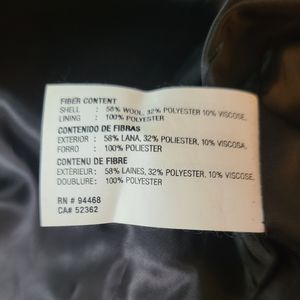 FIBER CONTENT
SHELL : 58% WOOL, 32% POLYESTER 10% VISCOSE,
LINING : 100% POLYESTER
CONTENIDO DE FIBRAS
EXTERIOR : 58% LANA, 32% POLIESTER, 10% VISCOSE,
FORRO : 100% POLIESTER
CONTENU DE FIBRE
EXTÉRIEUR: 58% LAINES, 32% POLYESTER, 10% VISCOSE,
DOUBLURE: 100% POLYESTER
RN # 94468
CA# 52362